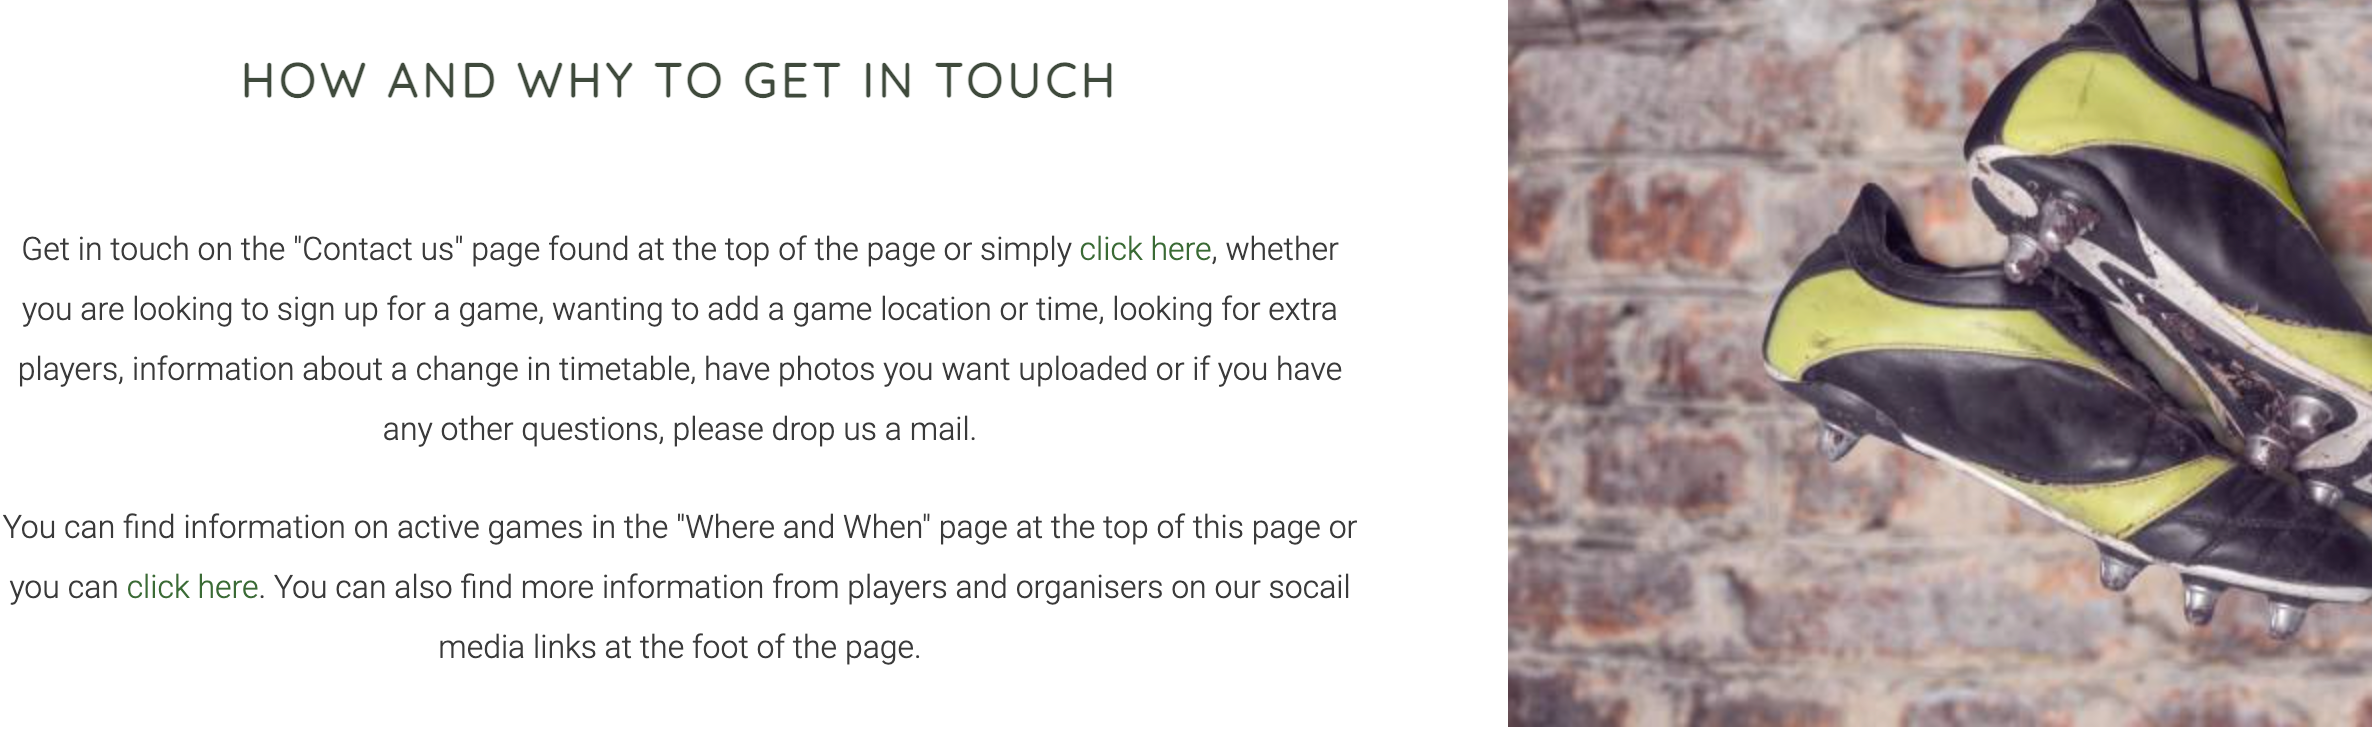 HOW AND WHY TO GET IN TOUCH
Get in touch on the "Contact us" page found at the top of the page or simply click here, whether
you are looking to sign up for a game, wanting to add a game location or time, looking for extra
players, information about a change in timetable, have photos you want uploaded or if you have
any other questions, please drop us a mail.
You can find information on active games in the "Where and When" page at the top of this page or
you can click here. You can also find more information from players and organisers on our socail
media links at the foot of the page.